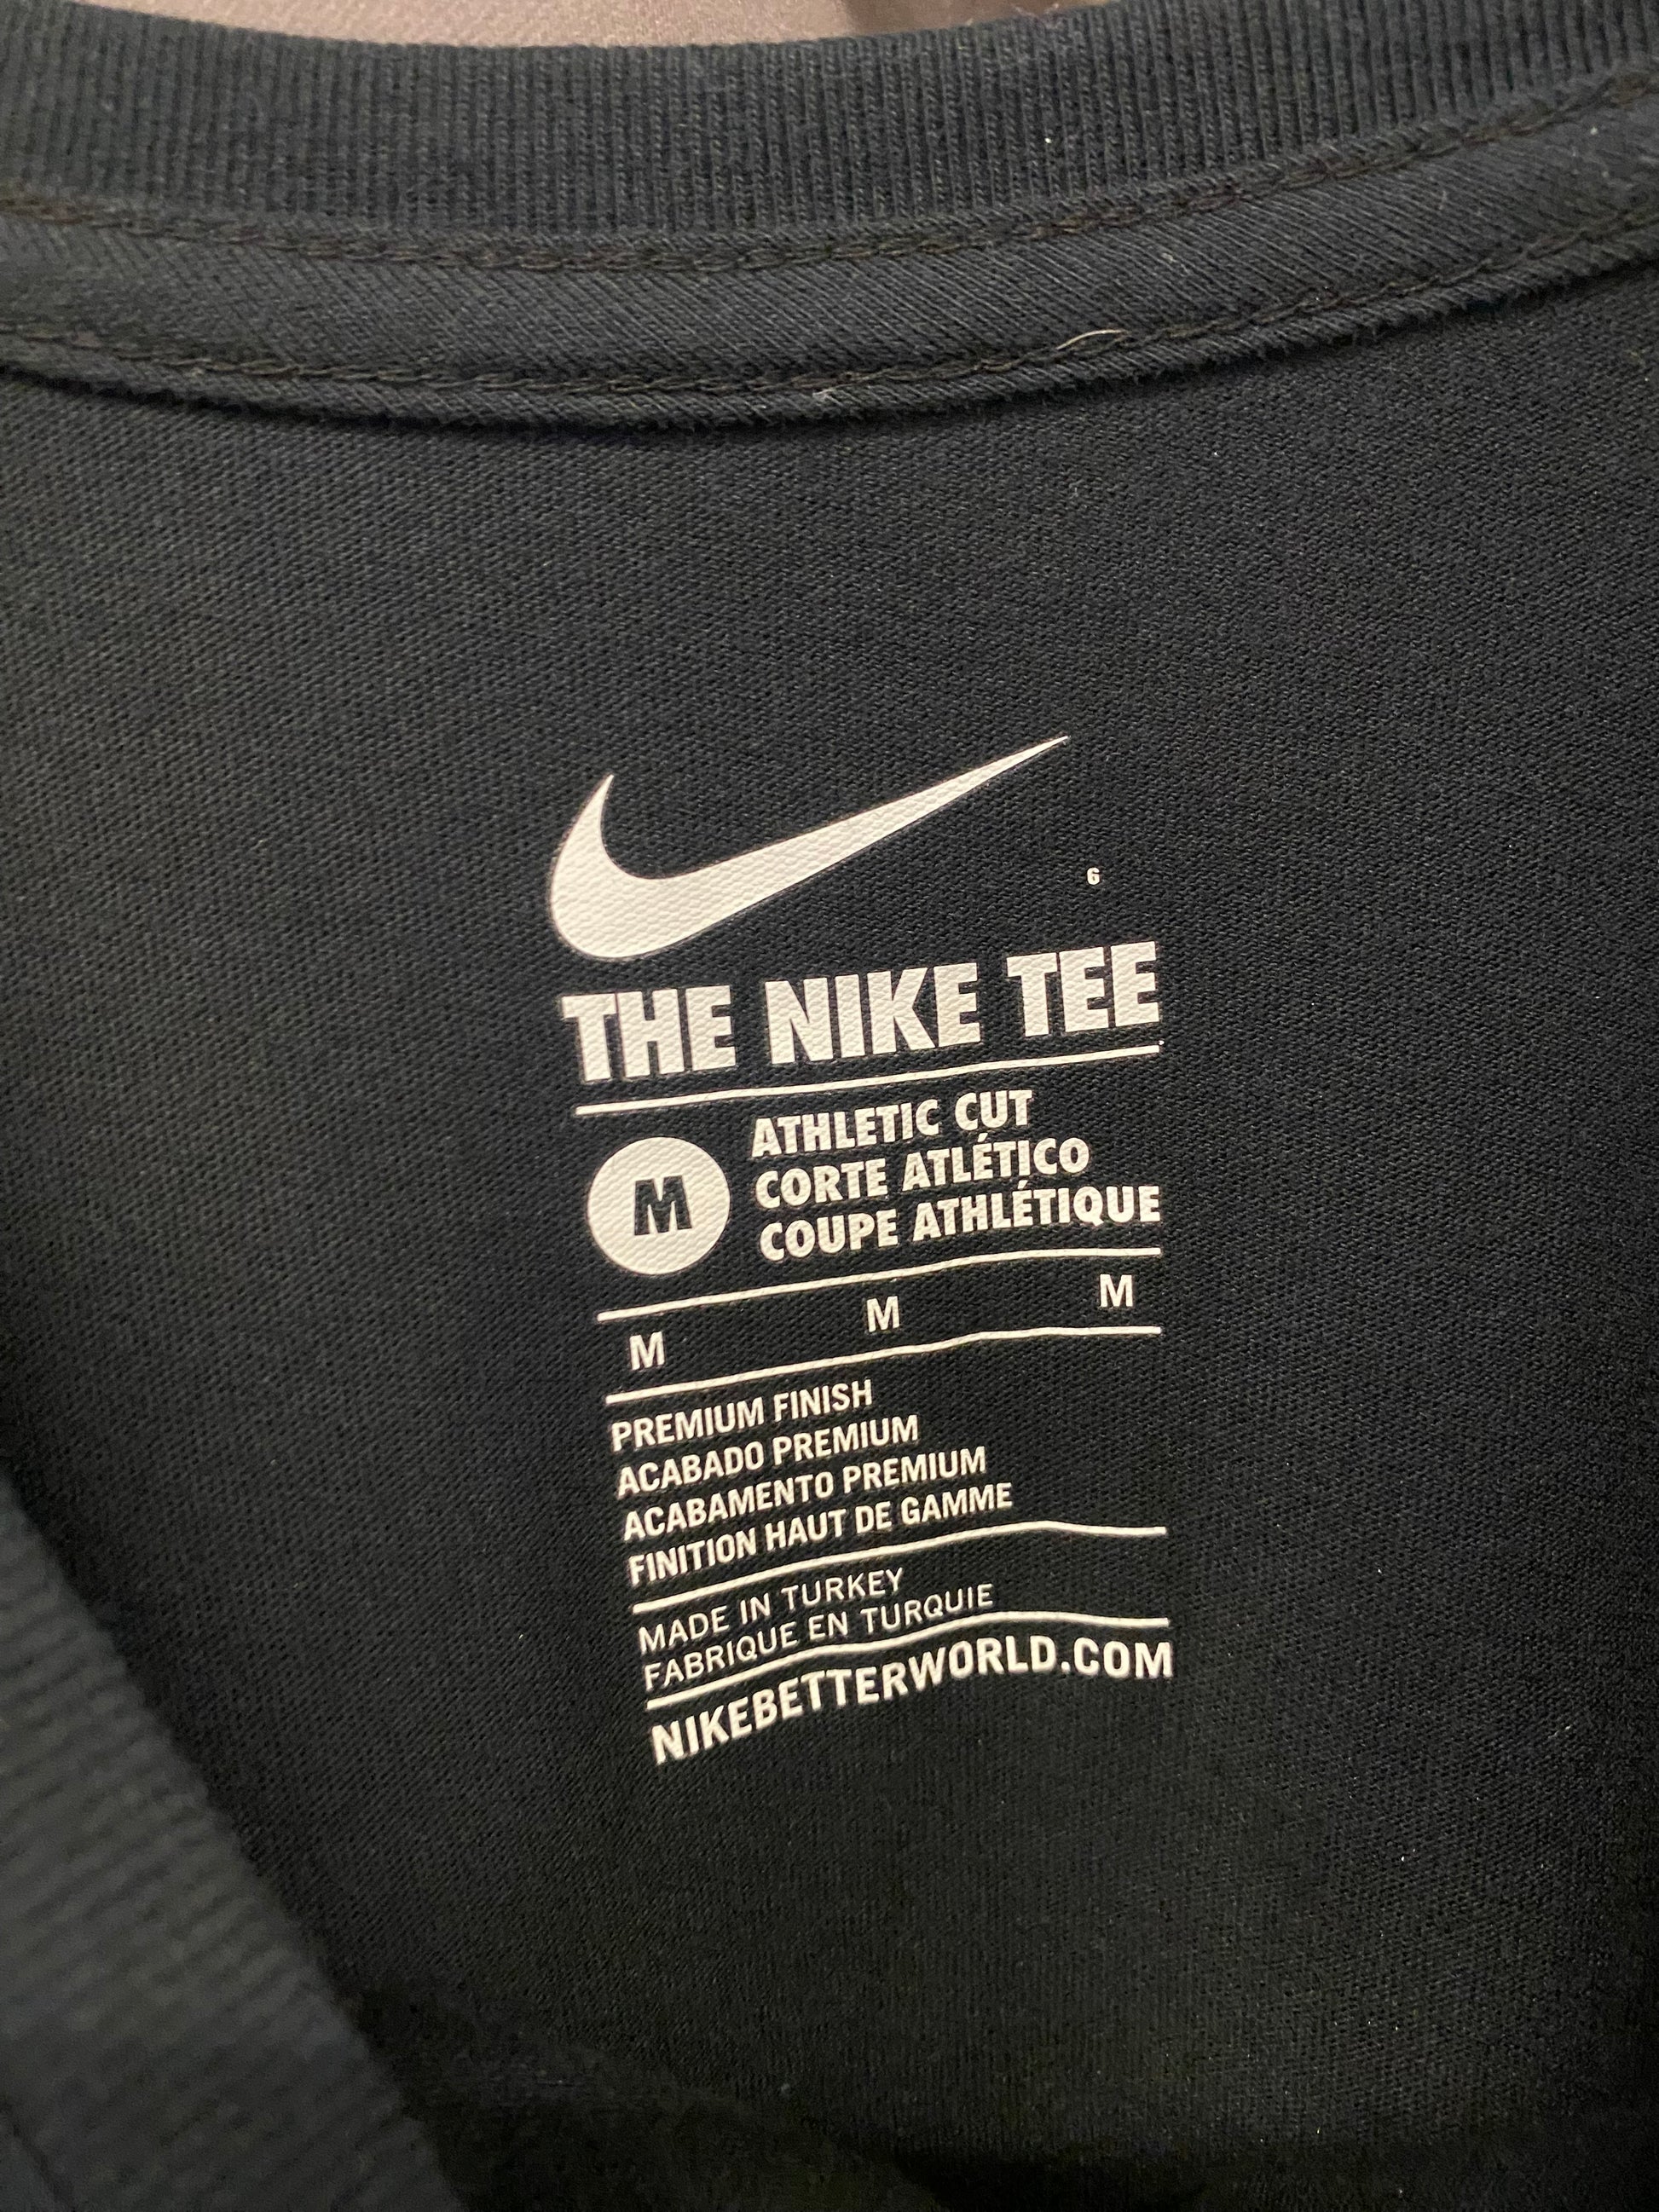 6
THE NIKE TEE
M
ATHLETIC CUT
CORTE ATLÉTICO
COUPE ATHLÉTIQUE
M M M
PREMIUM FINISH
ACABADO PREMIUM
ACABAMENTO PREMIUM
FINITION HAUT DE GAMME
MADE IN TURKEY
FABRIQUE EN TURQUIE
NIKEBETTERWORLD.COM